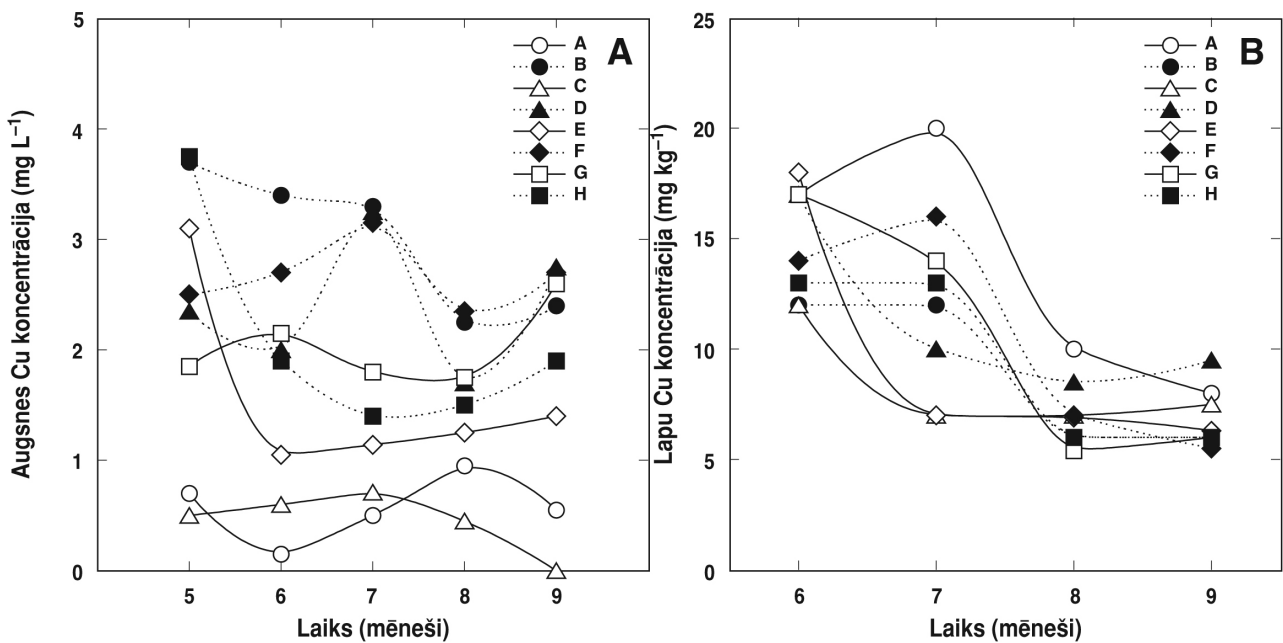 Augsnes Cu koncentrācija (mg L⁻¹)
5
4
3
2
1
0
A
A
B
C
D
E
F
G
H
5 6 7 8 9
Laiks (mēneši)
Lapu Cu koncentrācija (mg kg⁻¹)
25
20
15
10
5
0
B
A
B
C
D
E
F
G
H
6 7 8 9
Laiks (mēneši)